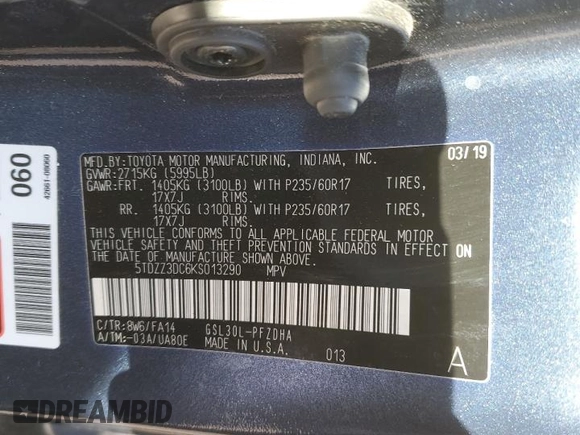 MFD.BY:TOYOTA MOTOR MANUFACTURING, INDIANA, INC. 03/19
GVWR:2715KG (5995LB)
GAWR:FRT. 1405KG (3100LB) WITH P235/60R17 TIRES,
17X7J RIMS.
RR. 1405KG (3100LB) WITH P235/60R17 TIRES,
17X7J RIMS.
THIS VEHICLE CONFORMS TO ALL APPLICABLE FEDERAL MOTOR
VEHICLE SAFETY AND THEFT PREVENTION STANDARDS IN EFFECT ON
THE DATE OF MANUFACTURE SHOWN ABOVE.
5TDZZ3DC6KS013290 MPV
C/TR:8W6/FA14 GSL30L-PFZDHA
A/TM:-03A/UA80E MADE IN U.S.A. 013 A
060
42661-08060
DREAMBID